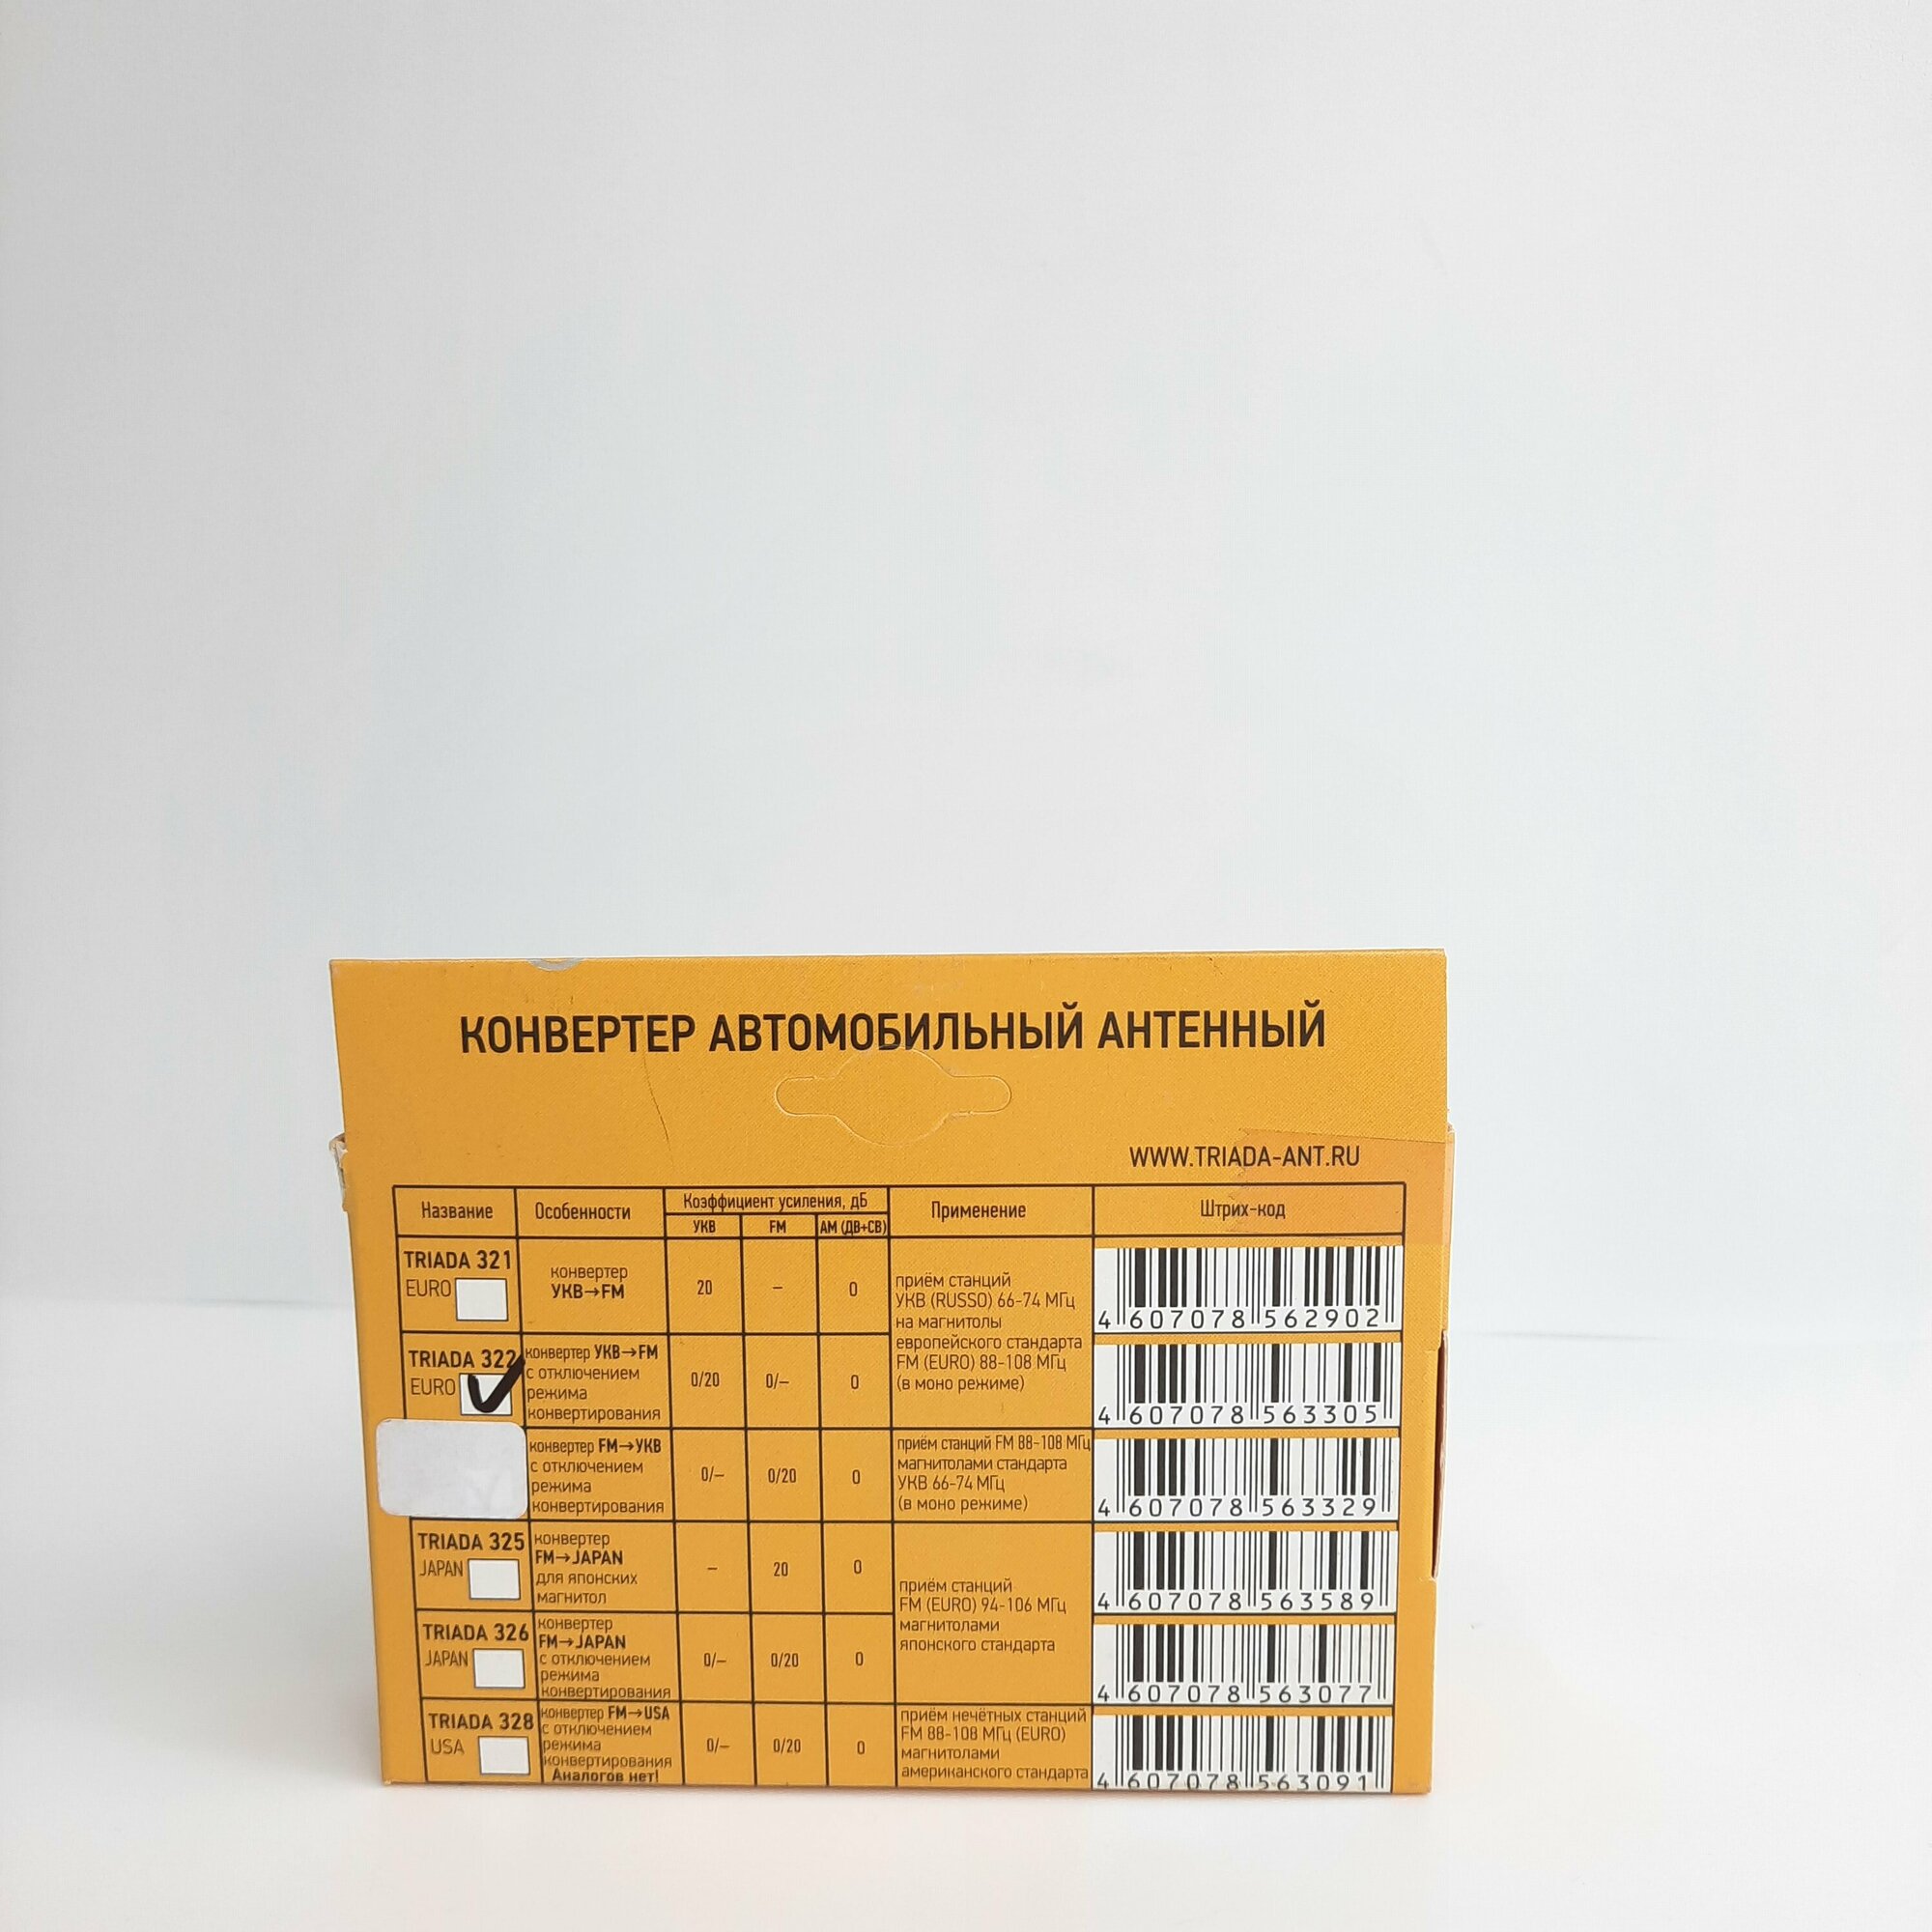 КОНВЕРТЕР АВТОМОБИЛЬНЫЙ АНТЕННЫЙ
WWW.TRIADA-ANT.RU
Название
Особенности
Коэффициент усиления, дБ
УКВ
FM
АМ (ДВ+СВ)
Применение
Штрих-код
TRIADA 321
EURO
конвертер
УКВ→FM
20
–
0
приём станций
УКВ (RUSSO) 66-74 МГц
на магнитолы
европейского стандарта
FM (EURO) 88-108 МГц
(в моно режиме)
4 607078 562902
TRIADA 322
EURO
конвертер УКВ→FM
с отключением
режима
конвертирования
0/20
0/–
0
4 607078 563305
конвертер FM→УКВ
с отключением
режима
конвертирования
0/–
0/20
0
приём станций FM 88-108 МГц
магнитолами стандарта
УКВ 66-74 МГц
(в моно режиме)
4 607078 563329
TRIADA 325
JAPAN
конвертер
FM→JAPAN
для японских
магнитол
–
20
0
приём станций
FM (EURO) 94-106 МГц
магнитолами
японского стандарта
4 607078 563589
TRIADA 326
JAPAN
конвертер
FM→JAPAN
с отключением
режима
конвертирования
0/–
0/20
0
4 607078 563077
TRIADA 328
USA
конвертер FM→USA
с отключением
режима
конвертирования
Аналогов нет!
0/–
0/20
0
приём нечётных станций
FM 88-108 МГц (EURO)
магнитолами
американского стандарта
4 607078 563091